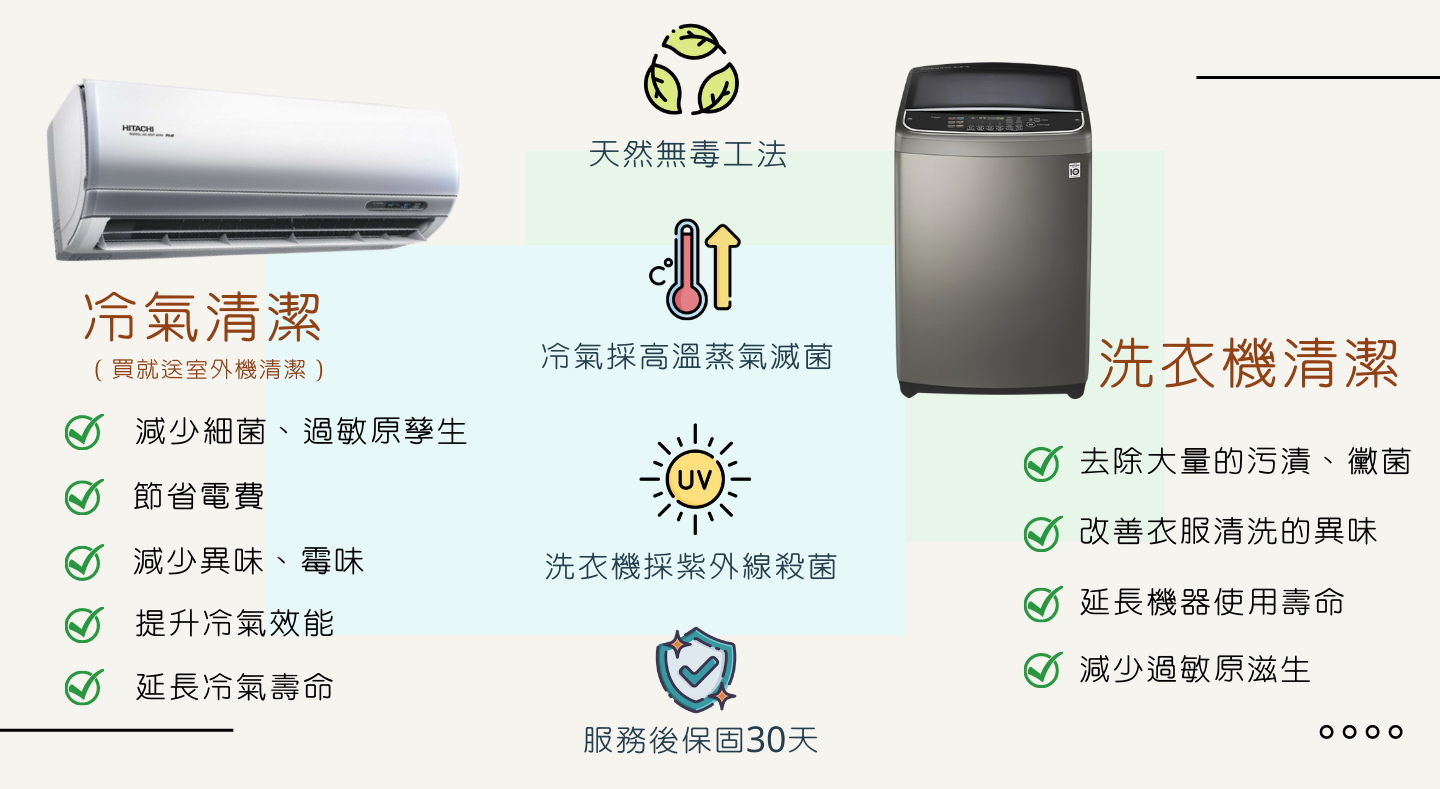 HITACHI
冷氣清潔
( 買就送室外機清潔 )
減少細菌、過敏原孳生
節省電費
減少異味、霉味
提升冷氣效能
延長冷氣壽命
天然無毒工法
C°
冷氣採高溫蒸氣滅菌
UV
洗衣機採紫外線殺菌
服務後保固30天
洗衣機清潔
去除大量的污漬、黴菌
改善衣服清洗的異味
延長機器使用壽命
減少過敏原滋生